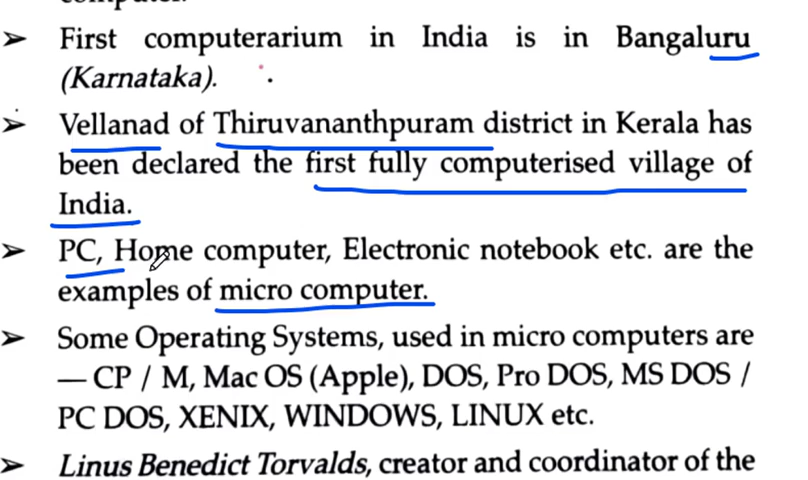 computer.
➢ First computerarium in India is in Bangaluru
(Karnataka).
➢ Vellanad of Thiruvananthpuram district in Kerala has
been declared the first fully computerised village of
India.
➢ PC, Home computer, Electronic notebook etc. are the
examples of micro computer.
➢ Some Operating Systems, used in micro computers are
— CP / M, Mac OS (Apple), DOS, Pro DOS, MS DOS /
PC DOS, XENIX, WINDOWS, LINUX etc.
➢ Linus Benedict Torvalds, creator and coordinator of the